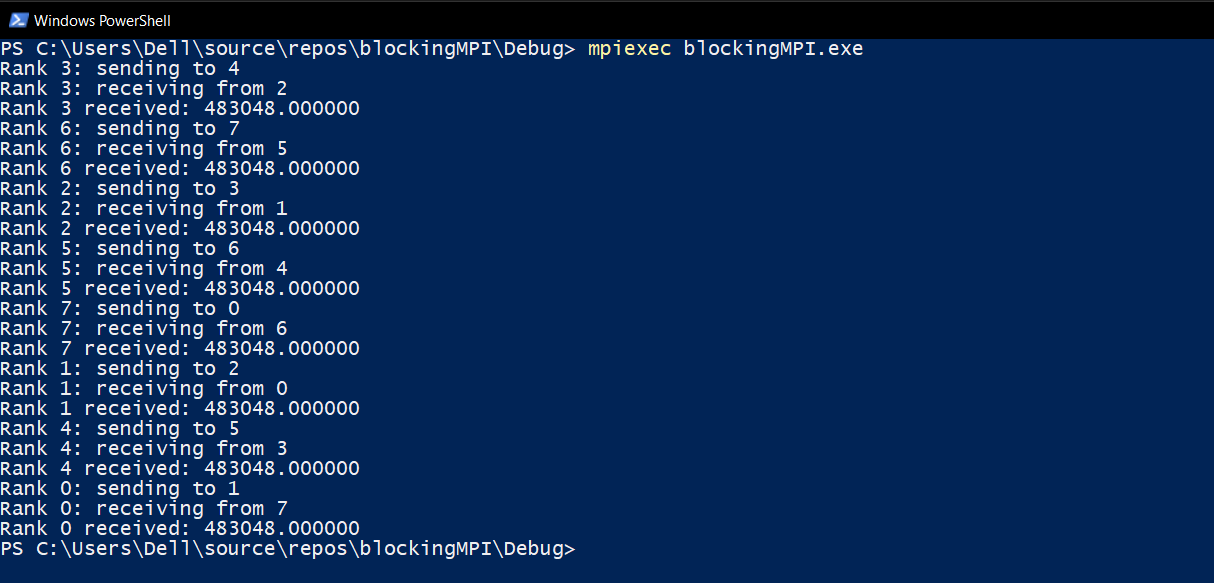 Windows PowerShell
PS C:\Users\Dell\source\repos\blockingMPI\Debug> mpiexec blockingMPI.exe
Rank 3: sending to 4
Rank 3: receiving from 2
Rank 3 received: 483048.000000
Rank 6: sending to 7
Rank 6: receiving from 5
Rank 6 received: 483048.000000
Rank 2: sending to 3
Rank 2: receiving from 1
Rank 2 received: 483048.000000
Rank 5: sending to 6
Rank 5: receiving from 4
Rank 5 received: 483048.000000
Rank 7: sending to 0
Rank 7: receiving from 6
Rank 7 received: 483048.000000
Rank 1: sending to 2
Rank 1: receiving from 0
Rank 1 received: 483048.000000
Rank 4: sending to 5
Rank 4: receiving from 3
Rank 4 received: 483048.000000
Rank 0: sending to 1
Rank 0: receiving from 7
Rank 0 received: 483048.000000
PS C:\Users\Dell\source\repos\blockingMPI\Debug>